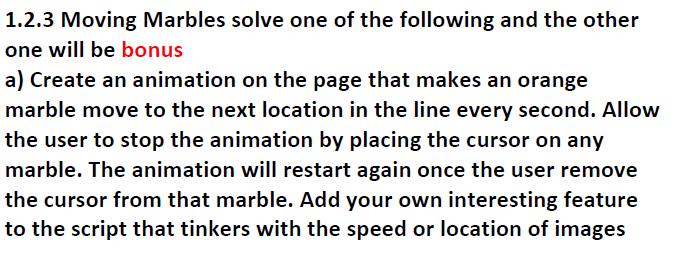 1.2.3 Moving Marbles solve one of the following and the other
one will be bonus
a) Create an animation on the page that makes an orange
marble move to the next location in the line every second. Allow
the user to stop the animation by placing the cursor on any
marble. The animation will restart again once the user remove
the cursor from that marble. Add your own interesting feature
to the script that tinkers with the speed or location of images